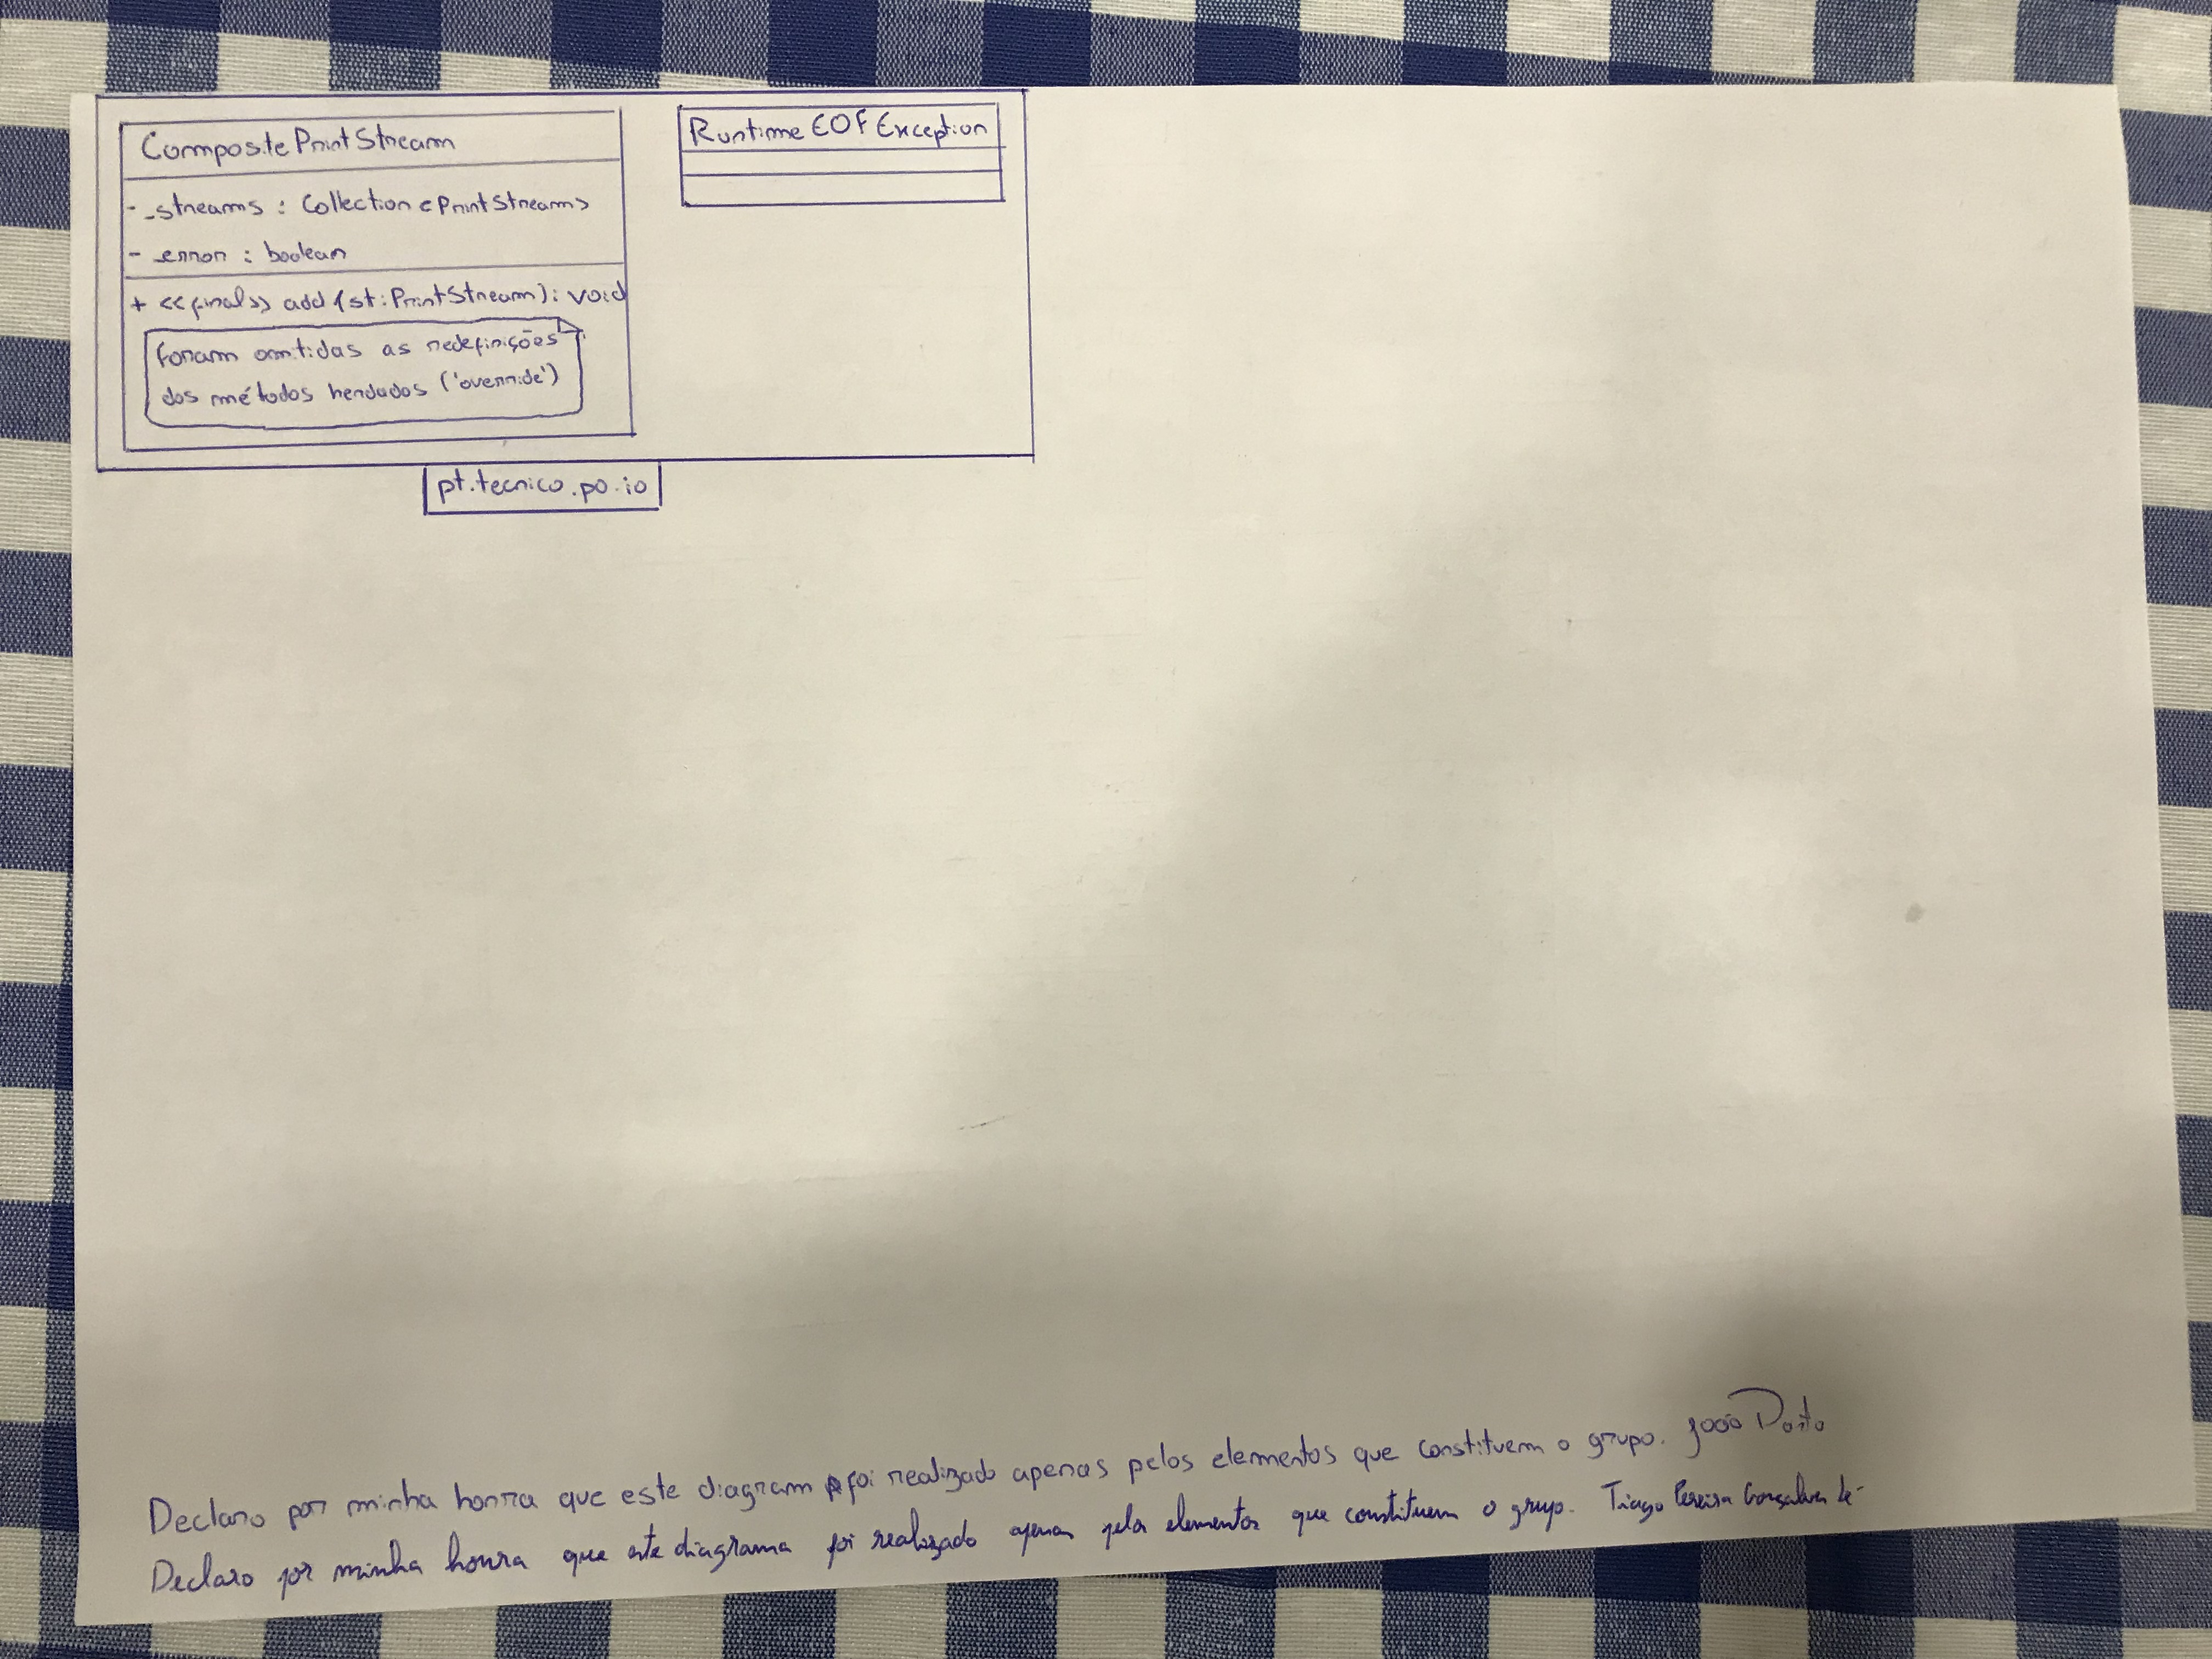 CompositePrintStream
- _streams : Collection<PrintStream>
- _error : boolean
+ <<final>> add (st:PrintStream): void
foram omitidas as redefinições
dos métodos herdados ('override')
RuntimeEOFException
pt.tecnico.po.io
Declaro por minha honra que este diagram foi realizado apenas pelos elementos que constituem o grupo. João
Declaro por minha honra que este diagrama foi realizado apenas pelos elementos que constituem o grupo. Tiago Pereira Gonçalves